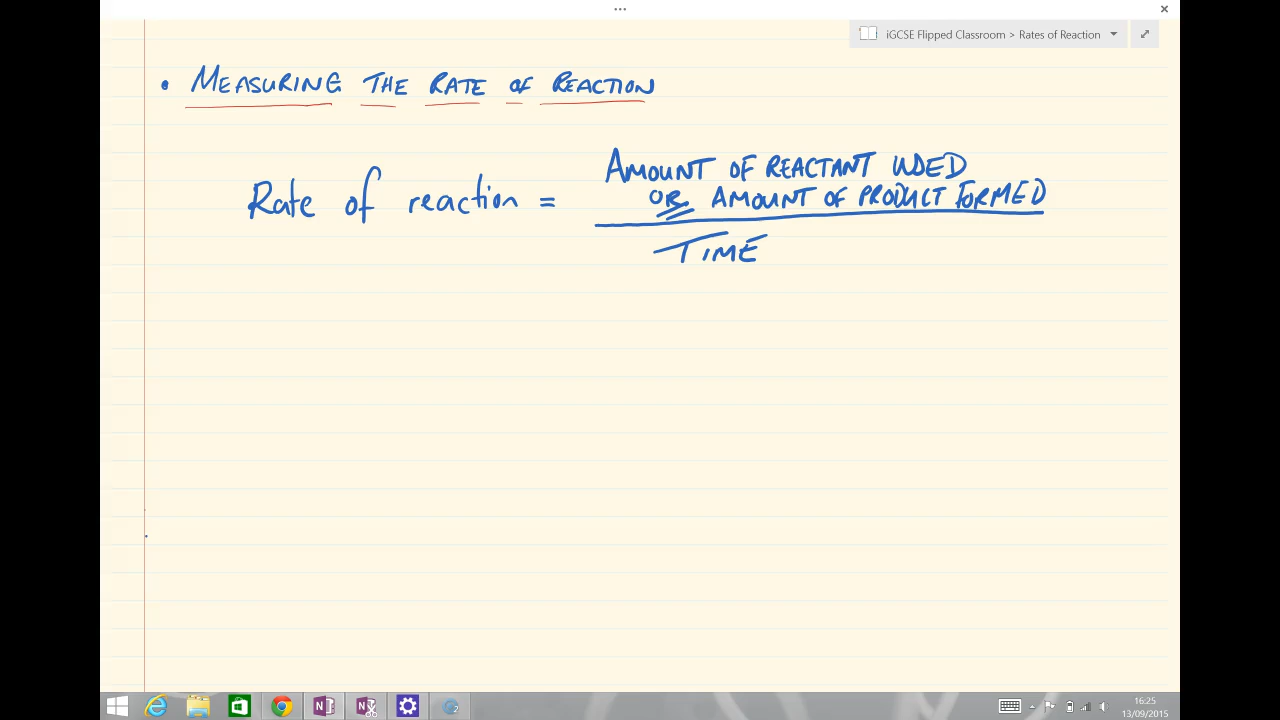 iGCSE Flipped Classroom > Rates of Reaction
• MEASURING THE RATE OF REACTION
AMOUNT OF REACTANT USED
Rate of reaction = OR AMOUNT OF PRODUCT FORMED
TIME
16:25
13/09/2015